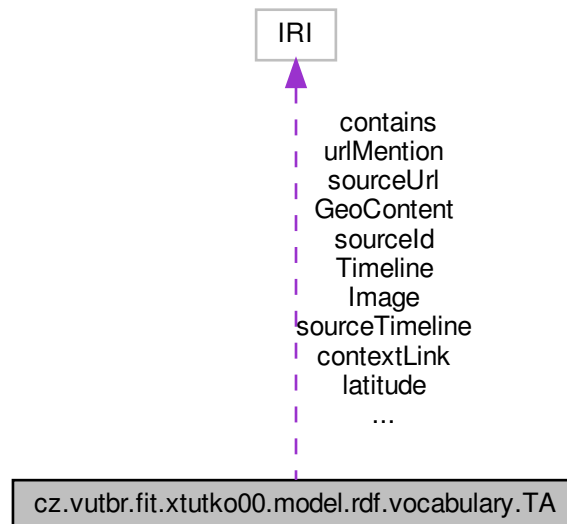 IRI
contains
urlMention
sourceUrl
GeoContent
sourceId
Timeline
Image
sourceTimeline
contextLink
latitude
...
cz.vutbr.fit.xtutko00.model.rdf.vocabulary.TA